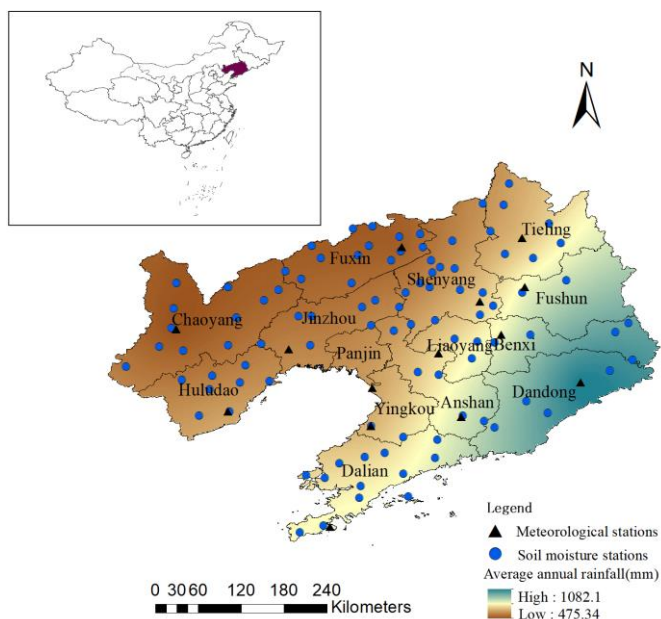 N
Tieling
Fuxin
Shenyang
Fushun
Chaoyang
Jinzhou
Liaoyang
Benxi
Panjin
Huludao
Dandong
Yingkou
Anshan
Dalian
Legend
Meteorological stations
Soil moisture stations
Average annual rainfall(mm)
High : 1082.1
Low : 475.34
0 30 60 120 180 240
Kilometers